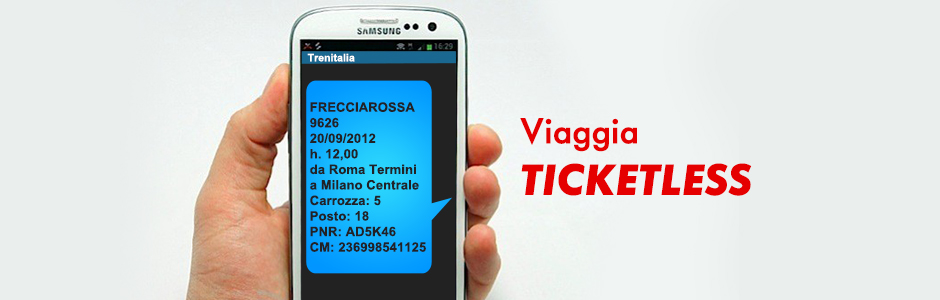 SAMSUNG
16:29
Trenitalia
FRECCIAROSSA
9626
20/09/2012
h. 12,00
da Roma Termini
a Milano Centrale
Carrozza: 5
Posto: 18
PNR: AD5K46
CM: 236998541125
Viaggia
TICKETLESS